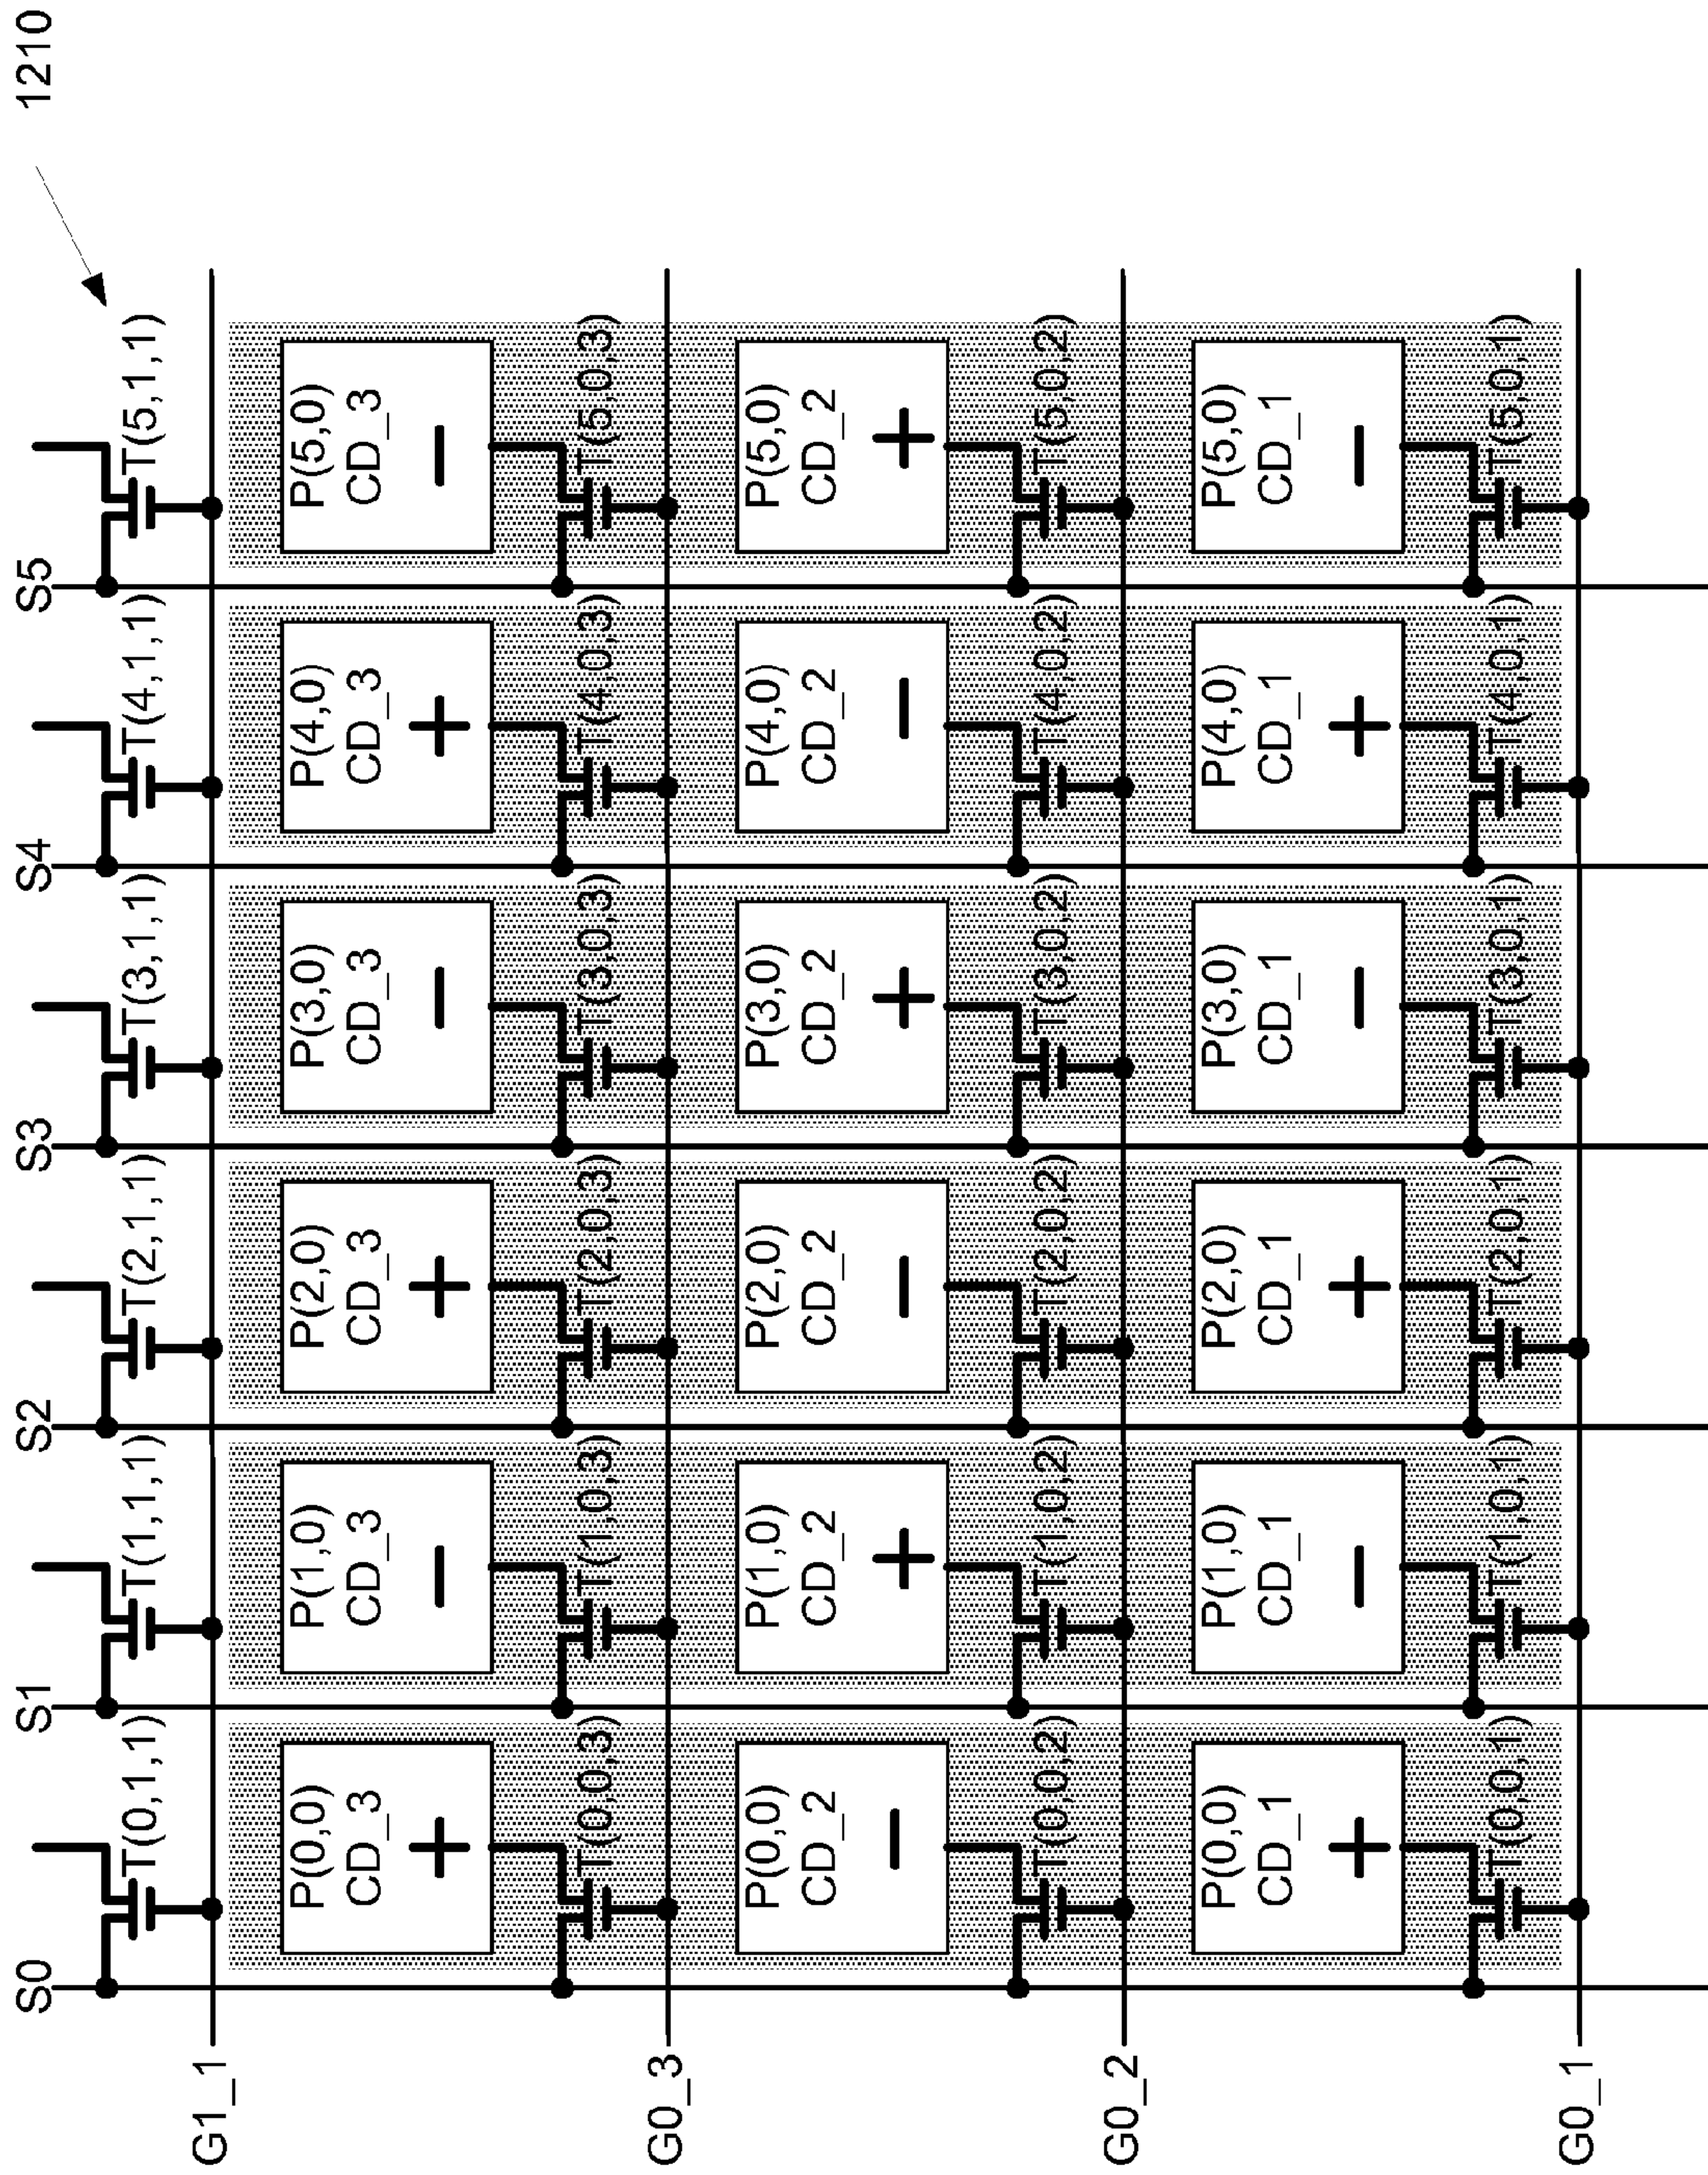 S0 S1 S2 S3 S4 S5 1210
T(0,1,1) T(1,1,1) T(2,1,1) T(3,1,1) T(4,1,1) T(5,1,1)
G1_1
P(0,0) P(1,0) P(2,0) P(3,0) P(4,0) P(5,0)
CD_3 CD_3 CD_3 CD_3 CD_3 CD_3
+ − + − + −
T(0,0,3) T(1,0,3) T(2,0,3) T(3,0,3) T(4,0,3) T(5,0,3)
G0_3
P(0,0) P(1,0) P(2,0) P(3,0) P(4,0) P(5,0)
CD_2 CD_2 CD_2 CD_2 CD_2 CD_2
− + − + − +
T(0,0,2) T(1,0,2) T(2,0,2) T(3,0,2) T(4,0,2) T(5,0,2)
G0_2
P(0,0) P(1,0) P(2,0) P(3,0) P(4,0) P(5,0)
CD_1 CD_1 CD_1 CD_1 CD_1 CD_1
+ − + − + −
T(0,0,1) T(1,0,1) T(2,0,1) T(3,0,1) T(4,0,1) T(5,0,1)
G0_1